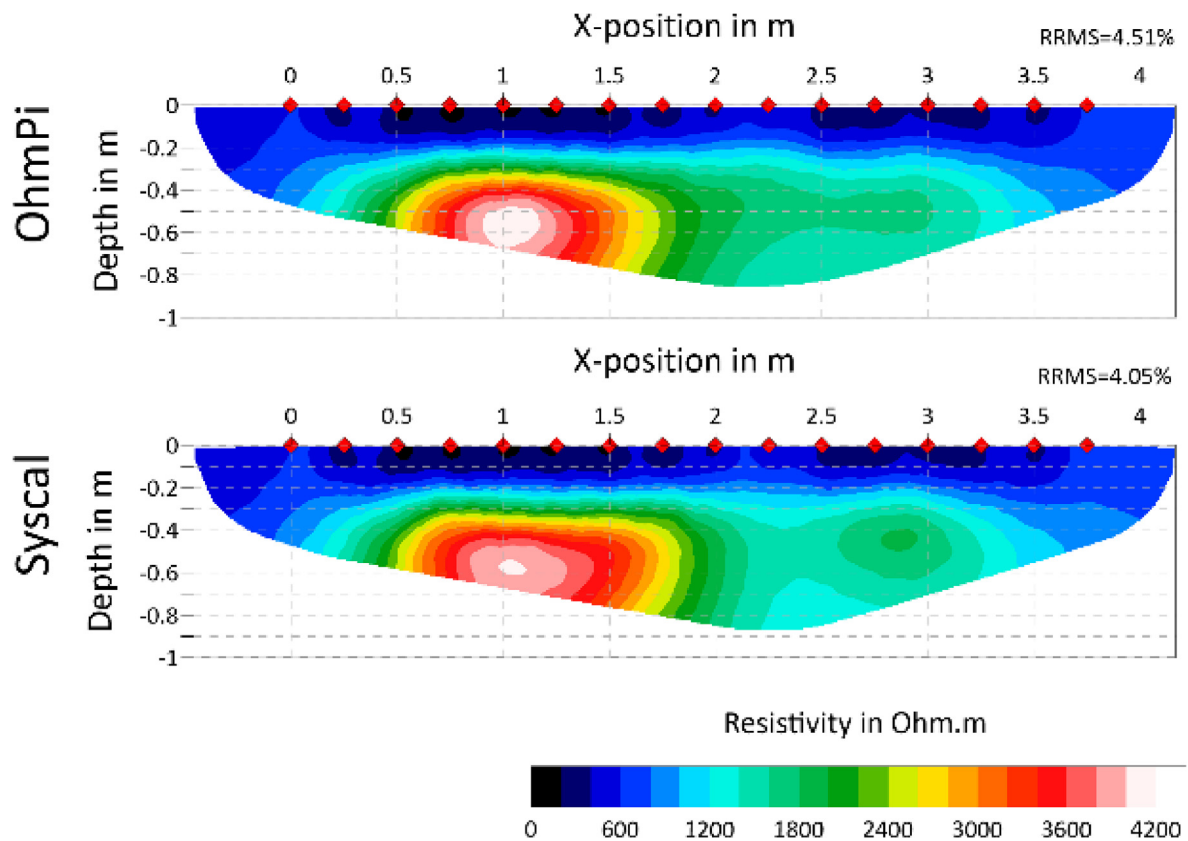 X-position in m
RRMS=4.51%
0 0.5 1 1.5 2 2.5 3 3.5 4
OhmPi
Depth in m
0
-0.2
-0.4
-0.6
-0.8
-1
X-position in m
RRMS=4.05%
0 0.5 1 1.5 2 2.5 3 3.5 4
Syscal
Depth in m
0
-0.2
-0.4
-0.6
-0.8
-1
Resistivity in Ohm.m
0 600 1200 1800 2400 3000 3600 4200